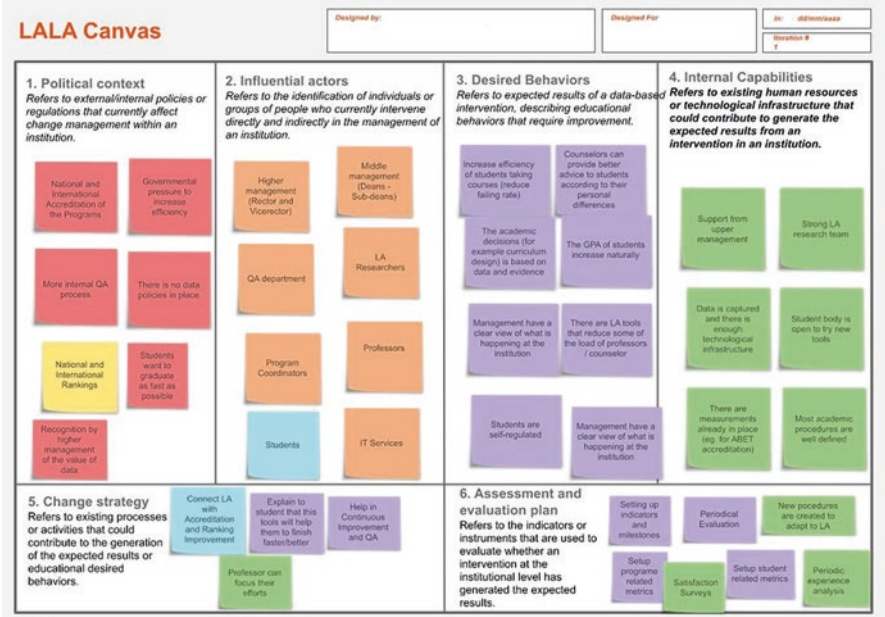 LALA Canvas
Designed by:
Designed For
In: dd/mm/aaaa
Iteration #
1
1. Political context
Refers to external/internal policies or
regulations that currently affect
change management within an
institution.
National and
International
Accreditation of
the Programs
Governmental
pressure to
increase
efficiency
More internal QA
process
There is no data
policies in place
National and
International
Rankings
Students
want to
graduate
as fast as
possible
Recognition by
higher
management
of the value of
data
2. Influential actors
Refers to the identification of individuals or
groups of people who currently intervene
directly and indirectly in the management of
an institution.
Higher
management
(Rector and
Vicerector)
Middle
management
(Deans -
Sub-deans)
QA department
LA
Researchers
Program
Coordinators
Professors
Students
IT Services
3. Desired Behaviors
Refers to expected results of a data-based
intervention, describing educational
behaviors that require improvement.
Increase efficiency
of students taking
courses (reduce
failing rate)
Counselors can
provide better
advice to students
according to their
personal
differences
The academic
decisions (for
example curriculum
design) is based on
data and evidence
The GPA of students
increase naturally
Management have a
clear view of what is
happening at the
institution
There are LA tools
that reduce some of
the load of professors
/ counselor
Students are
self-regulated
Management have a
clear view of what is
happening at the
institution
4. Internal Capabilities
Refers to existing human resources
or technological infrastructure that
could contribute to generate the
expected results from an
intervention in an institution.
Support from
upper
management
Strong LA
research team
Data is captured
and there is
enough
technological
infrastructure
Student body is
open to try new
tools
There are
measurements
already in place
(eg. for ABET
accreditation)
Most academic
procedures are
well defined
5. Change strategy
Refers to existing processes
or activities that could
contribute to the generation
of the expected results or
educational desired
behaviors.
Connect LA
with
Accreditation
and Ranking
Improvement
Explain to
student that this
tools will help
them to finish
faster/better
Help in
Continuous
Improvement
and QA
Professor can
focus their
efforts
6. Assessment and
evaluation plan
Refers to the indicators or
instruments that are used to
evaluate whether an
intervention at the
institutional level has
generated the expected
results.
Setting up
indicators
and
milestones
Periodical
Evaluation
New pocedures
are created to
adapt to LA
Setup
programe
related
metrics
Satisfaction
Surveys
Setup student
related metrics
Periodic
experience
analysis